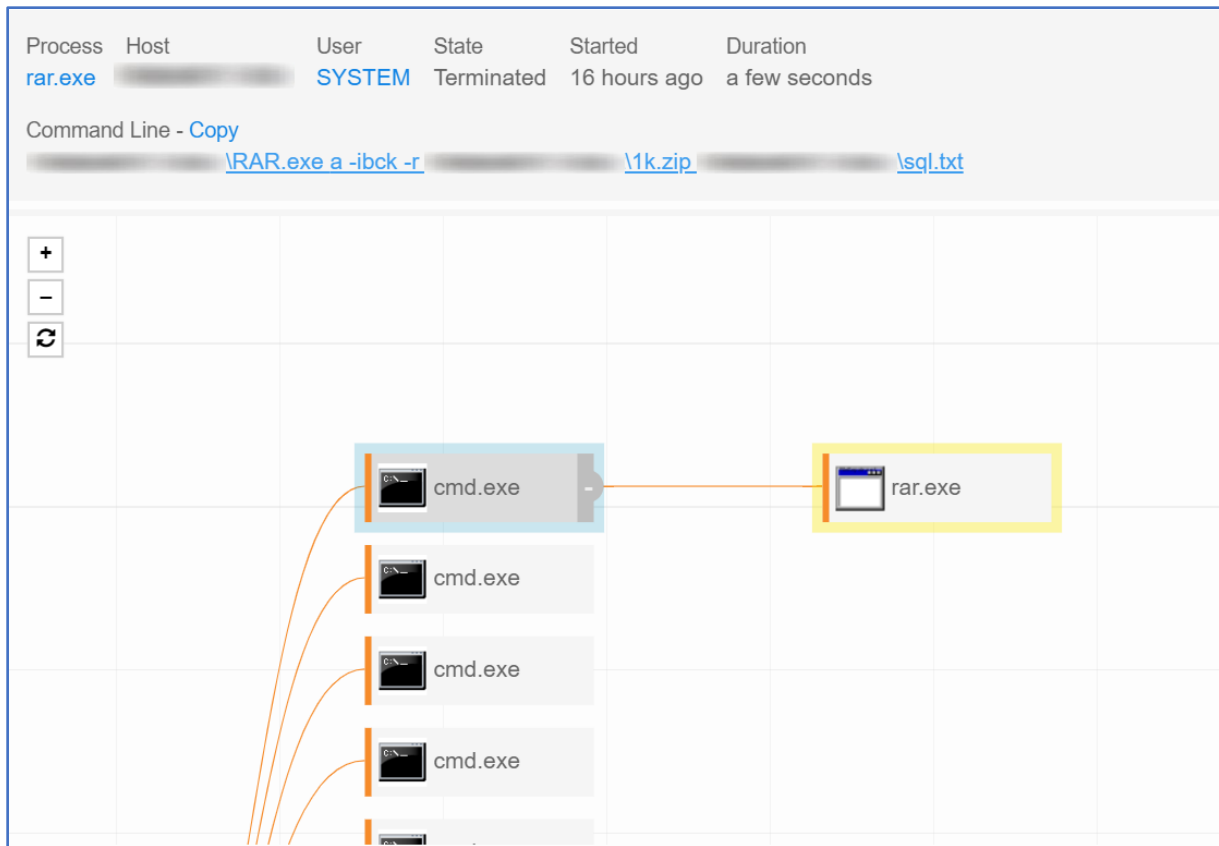 Process Host User State Started Duration
rar.exe SYSTEM Terminated 16 hours ago a few seconds
Command Line - Copy
\RAR.exe a -ibck -r \1k.zip \sql.txt
+
–
cmd.exe - rar.exe
cmd.exe
cmd.exe
cmd.exe